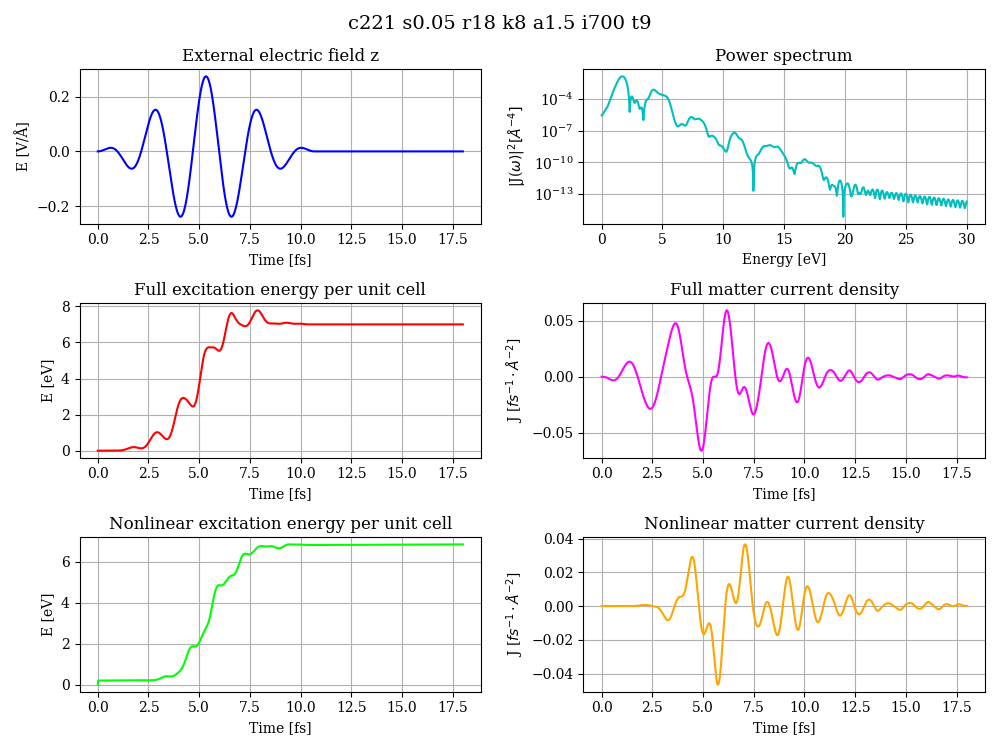 c221 s0.05 r18 k8 a1.5 i700 t9
External electric field z
E [V/Å]
0.2
0.0
−0.2
0.0 2.5 5.0 7.5 10.0 12.5 15.0 17.5
Time [fs]
Power spectrum
|J(ω)|² [Å⁻⁴]
10⁻⁴
10⁻⁷
10⁻¹⁰
10⁻¹³
0 5 10 15 20 25 30
Energy [eV]
Full excitation energy per unit cell
E [eV]
8
6
4
2
0
0.0 2.5 5.0 7.5 10.0 12.5 15.0 17.5
Time [fs]
Full matter current density
J [fs⁻¹ · Å⁻²]
0.05
0.00
−0.05
0.0 2.5 5.0 7.5 10.0 12.5 15.0 17.5
Time [fs]
Nonlinear excitation energy per unit cell
E [eV]
6
4
2
0
0.0 2.5 5.0 7.5 10.0 12.5 15.0 17.5
Time [fs]
Nonlinear matter current density
J [fs⁻¹ · Å⁻²]
0.04
0.02
0.00
−0.02
−0.04
0.0 2.5 5.0 7.5 10.0 12.5 15.0 17.5
Time [fs]